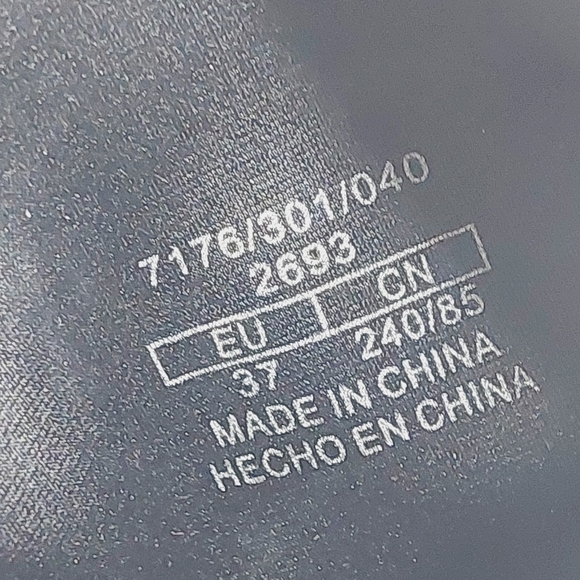 7176/301/040
2693
EU CN
37 240/85
MADE IN CHINA
HECHO EN CHINA